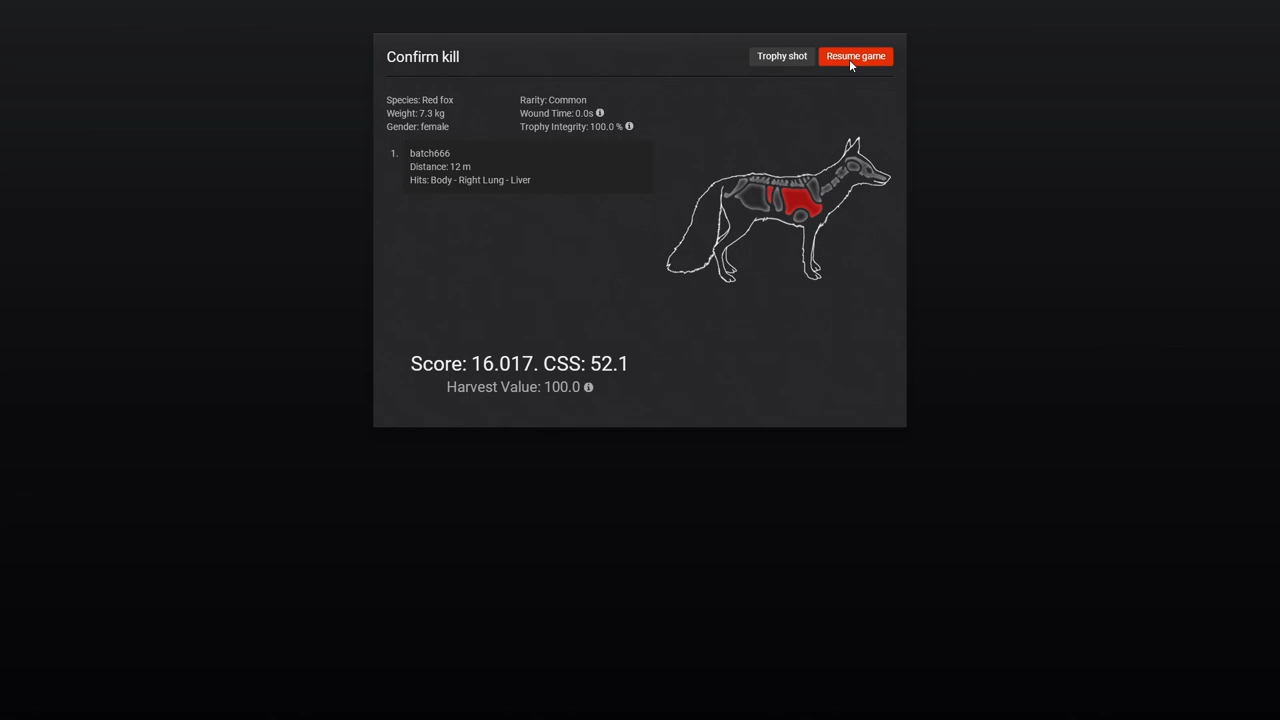 Confirm kill
Trophy shot
Resume game
Species: Red fox
Rarity: Common
Weight: 7.3 kg
Wound Time: 0.0s
Gender: female
Trophy Integrity: 100.0 %
1. batch666
Distance: 12 m
Hits: Body - Right Lung - Liver
Score: 16.017. CSS: 52.1
Harvest Value: 100.0